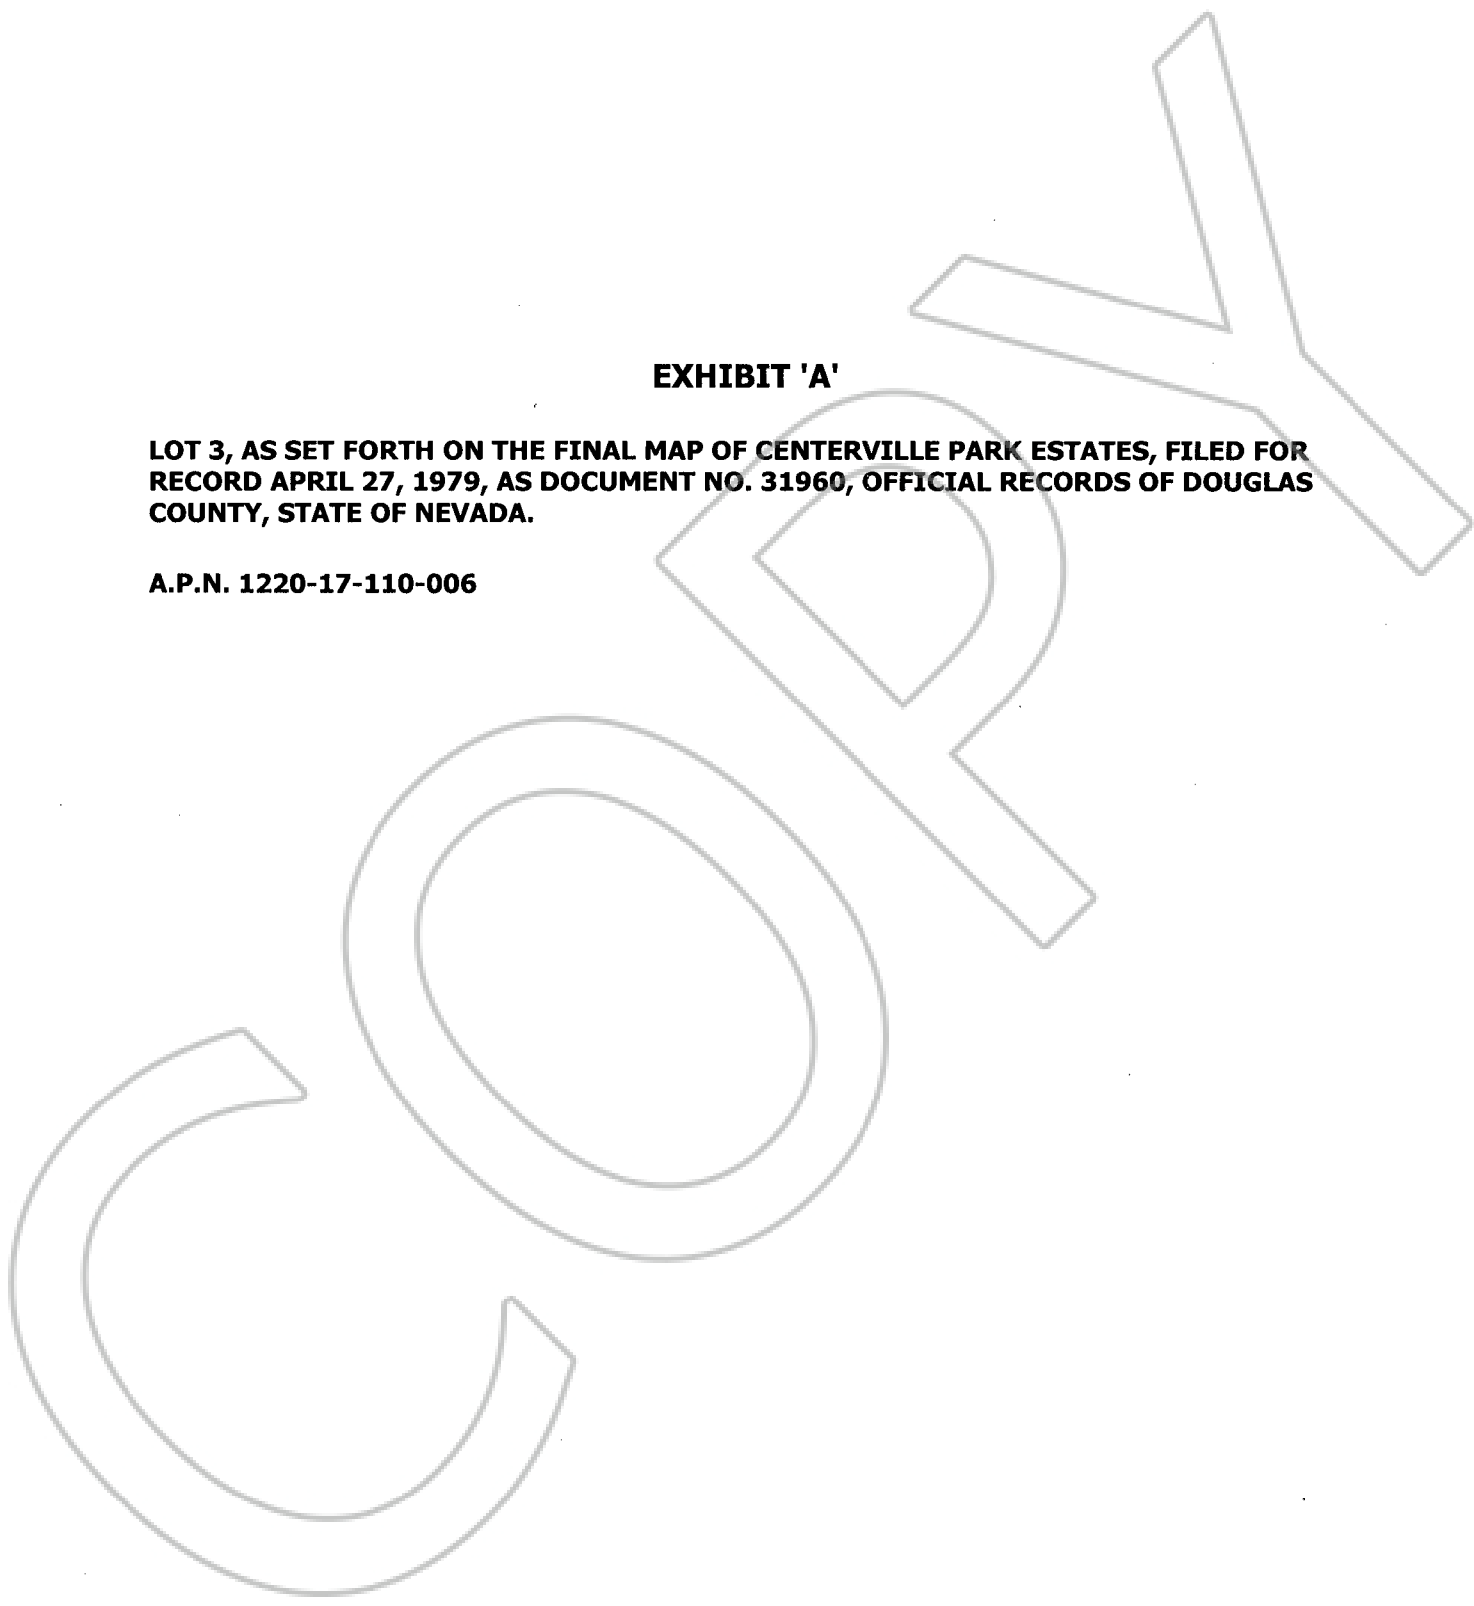 EXHIBIT 'A'
LOT 3, AS SET FORTH ON THE FINAL MAP OF CENTERVILLE PARK ESTATES, FILED FOR
RECORD APRIL 27, 1979, AS DOCUMENT NO. 31960, OFFICIAL RECORDS OF DOUGLAS
COUNTY, STATE OF NEVADA.
A.P.N. 1220-17-110-006
COPY